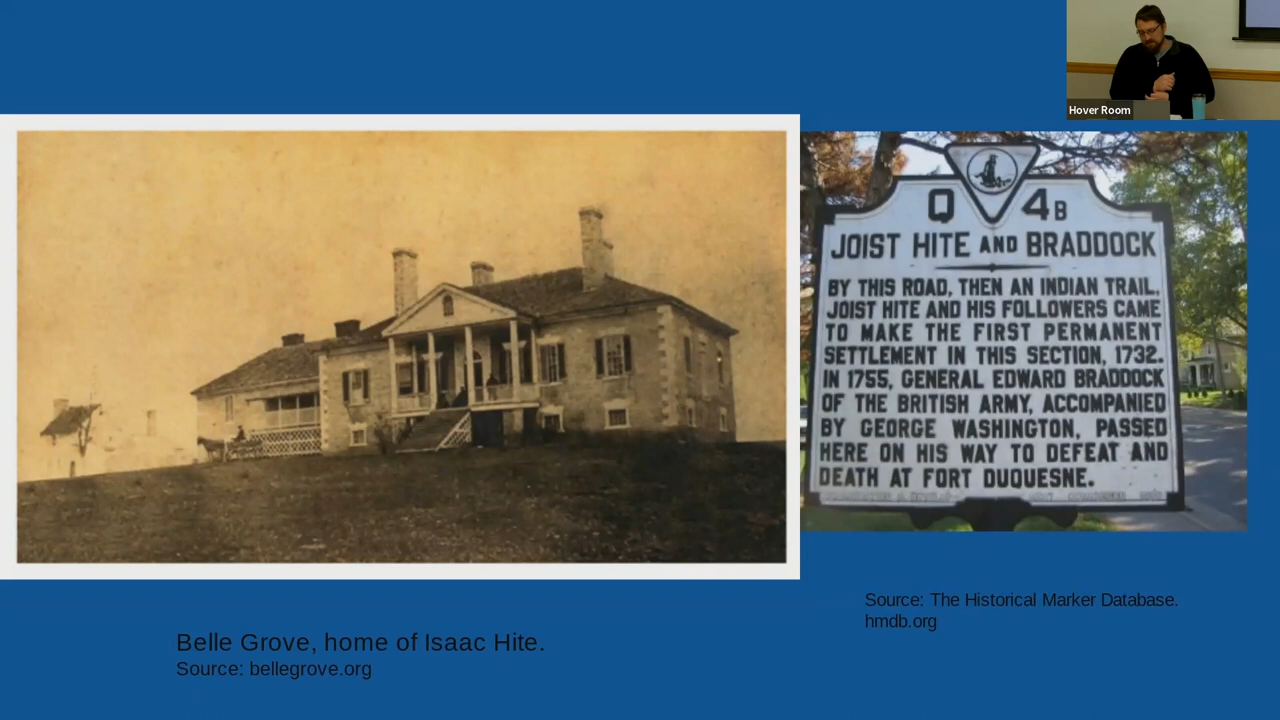 Hover Room
Q 4B
JOIST HITE AND BRADDOCK
BY THIS ROAD, THEN AN INDIAN TRAIL,
JOIST HITE AND HIS FOLLOWERS CAME
TO MAKE THE FIRST PERMANENT
SETTLEMENT IN THIS SECTION, 1732.
IN 1755, GENERAL EDWARD BRADDOCK
OF THE BRITISH ARMY, ACCOMPANIED
BY GEORGE WASHINGTON, PASSED
HERE ON HIS WAY TO DEFEAT AND
DEATH AT FORT DUQUESNE.
Source: The Historical Marker Database.
hmdb.org
Belle Grove, home of Isaac Hite.
Source: bellegrove.org